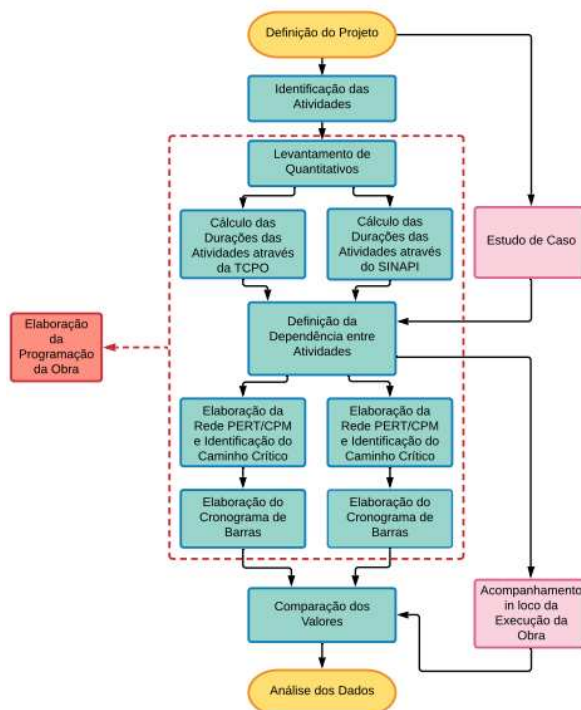 Definição do Projeto
Identificação das
Atividades
Levantamento de
Quantitativos
Cálculo das
Durações das
Atividades através
da TCPO
Cálculo das
Durações das
Atividades através
do SINAPI
Estudo de Caso
Definição da
Dependência entre
Atividades
Elaboração
da
Programação
da Obra
Elaboração da
Rede PERT/CPM
e Identificação do
Caminho Crítico
Elaboração da
Rede PERT/CPM
e Identificação do
Caminho Crítico
Elaboração do
Cronograma de
Barras
Elaboração do
Cronograma de
Barras
Comparação dos
Valores
Acompanhamento
in loco da
Execução da
Obra
Análise dos Dados